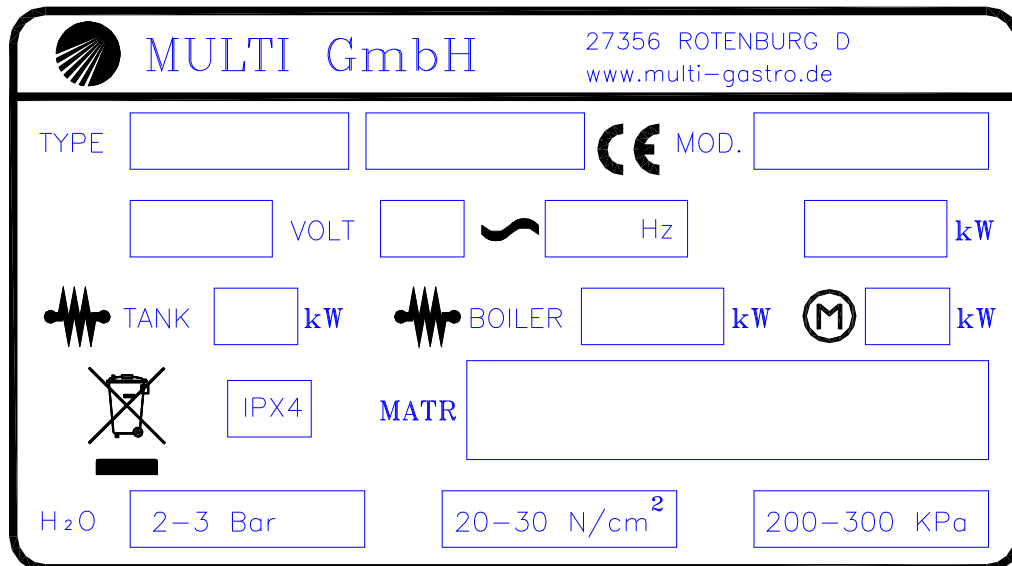 MULTI GmbH
27356 ROTENBURG D
www.multi-gastro.de
TYPE CE MOD.
VOLT Hz kW
TANK kW BOILER kW M kW
IPX4 MATR
H₂O 2-3 Bar 20-30 N/cm² 200-300 KPa